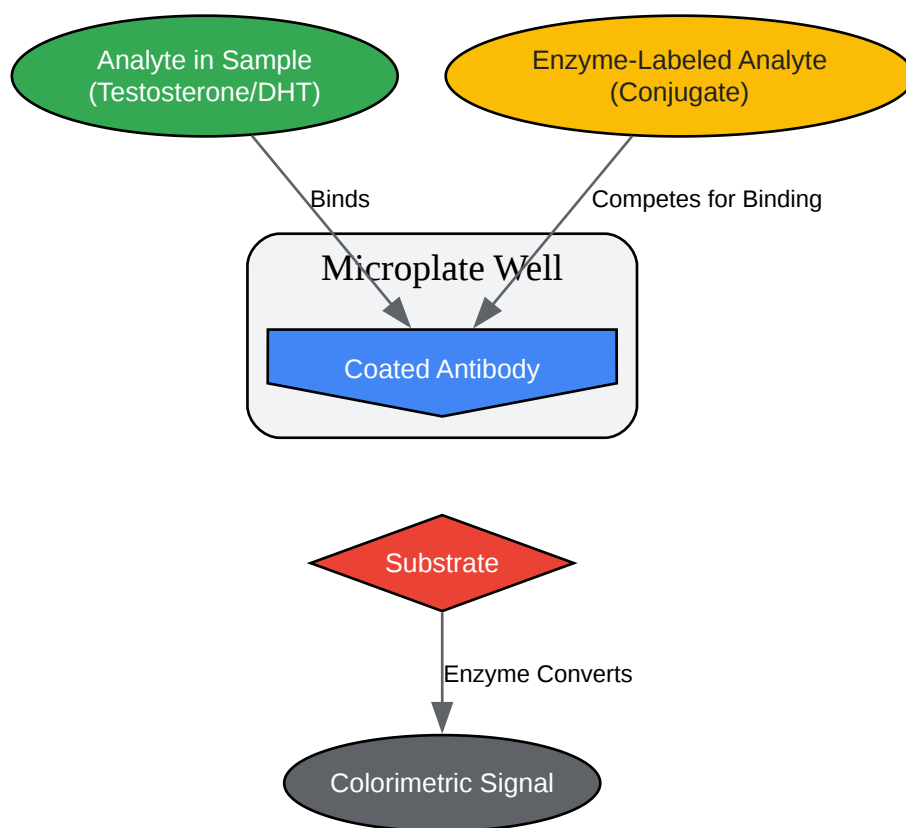 Analyte in Sample
(Testosterone/DHT)
Enzyme-Labeled Analyte
(Conjugate)
Binds
Competes for Binding
Microplate Well
Coated Antibody
Substrate
Enzyme Converts
Colorimetric Signal